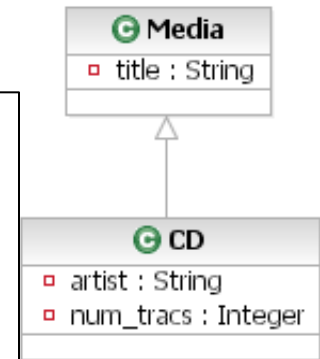 Media
title : String
CD
artist : String
num_tracs : Integer